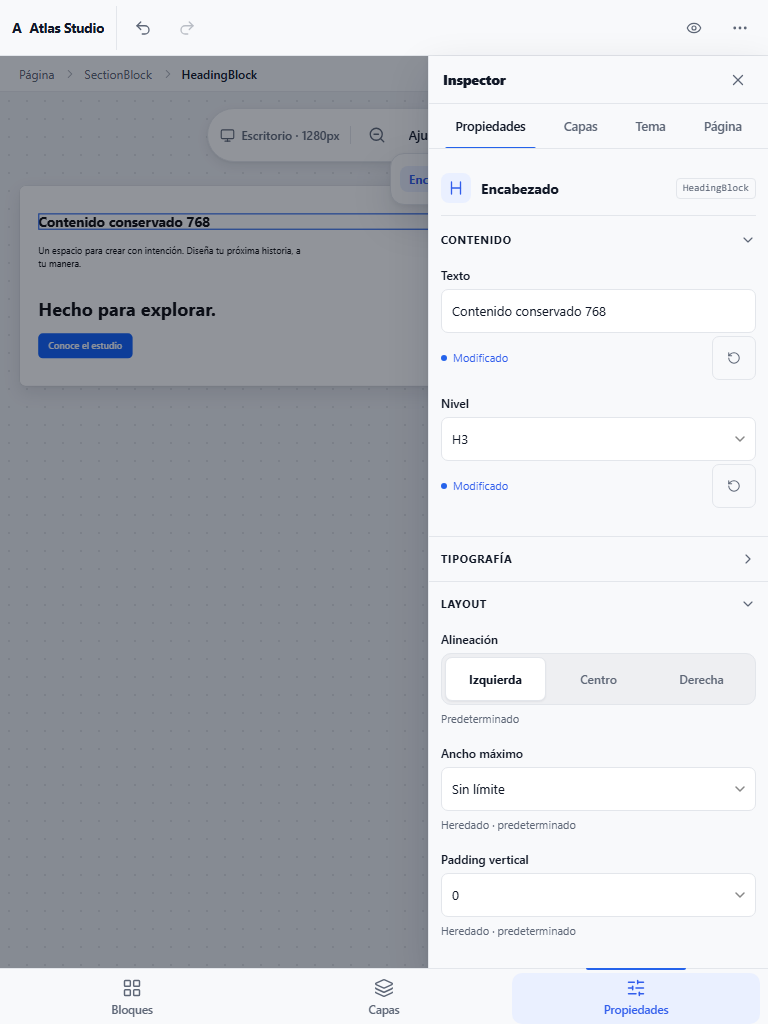 A Atlas Studio
Página > SectionBlock > HeadingBlock
Escritorio · 1280px
Aju
Enc
Contenido conservado 768
Un espacio para crear con intención. Diseña tu próxima historia, a
tu manera.
Hecho para explorar.
Conoce el estudio
Inspector
Propiedades Capas Tema Página
H Encabezado HeadingBlock
CONTENIDO
Texto
Contenido conservado 768
Modificado
Nivel
H3
Modificado
TIPOGRAFÍA
LAYOUT
Alineación
Izquierda Centro Derecha
Predeterminado
Ancho máximo
Sin límite
Heredado · predeterminado
Padding vertical
0
Heredado · predeterminado
Bloques Capas Propiedades